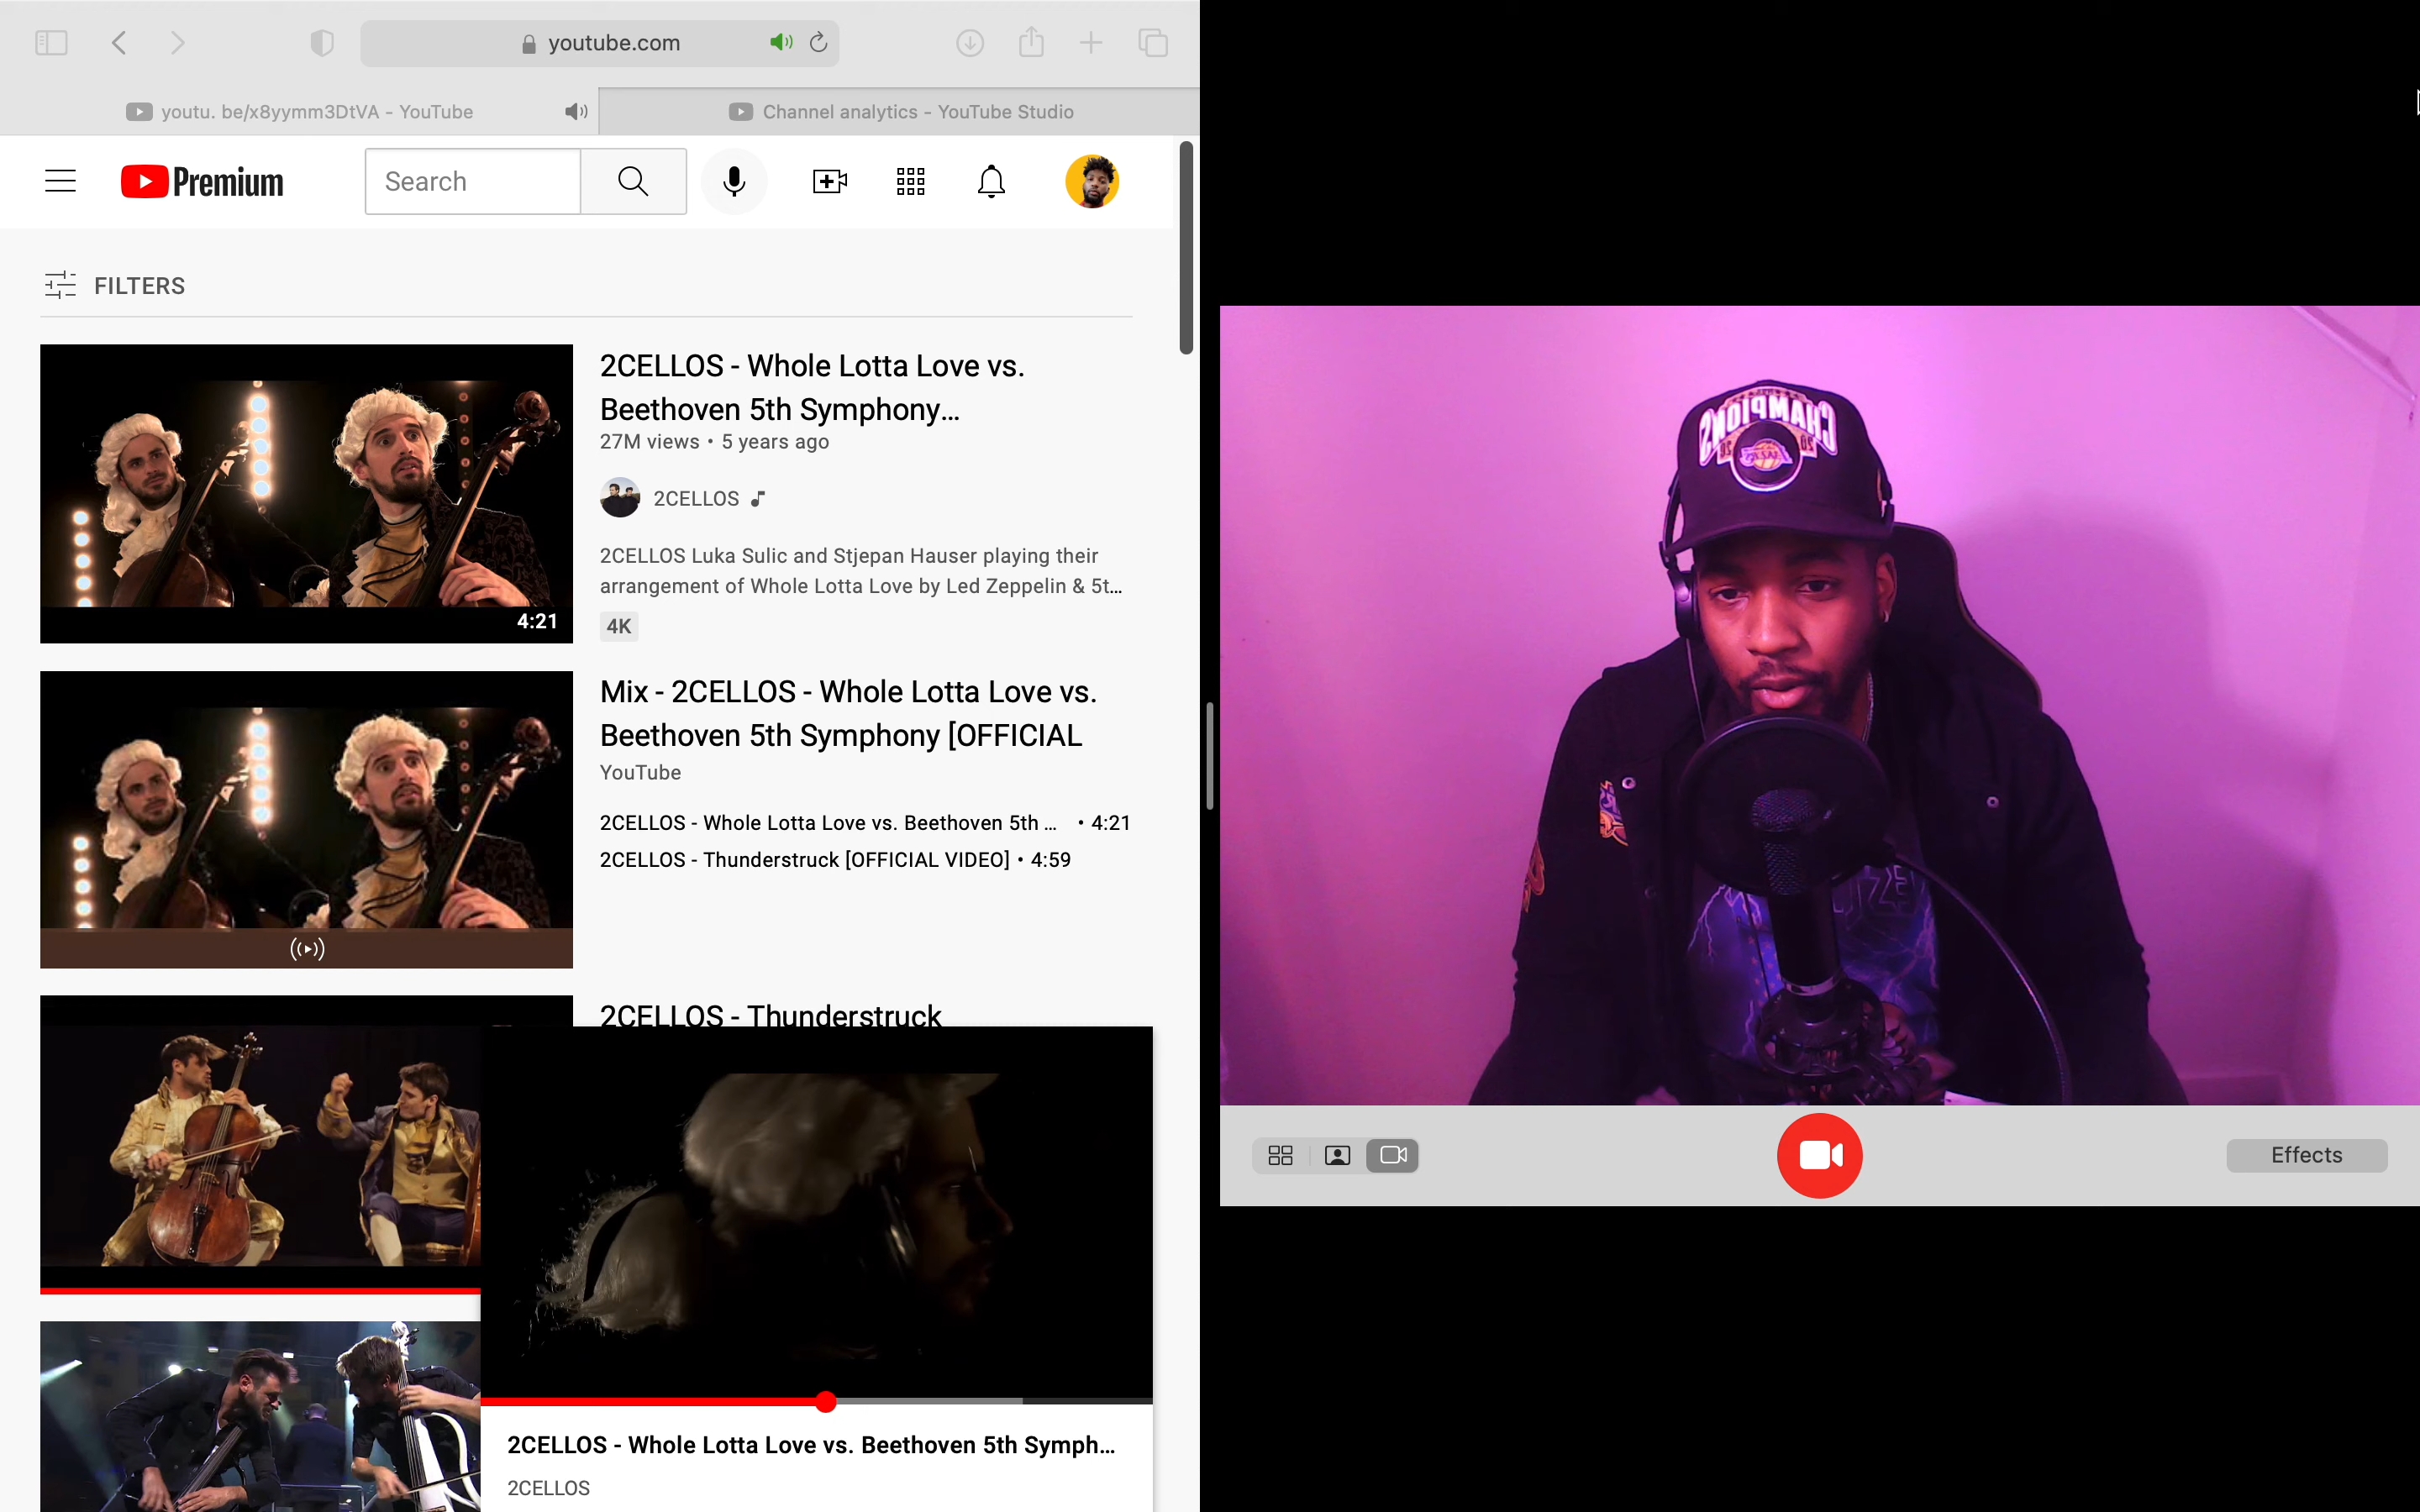 youtube.com
youtu. be/x8yymm3DtVA - YouTube
Channel analytics - YouTube Studio
Premium
Search
FILTERS
2CELLOS - Whole Lotta Love vs.
Beethoven 5th Symphony...
27M views • 5 years ago
2CELLOS
2CELLOS Luka Sulic and Stjepan Hauser playing their
arrangement of Whole Lotta Love by Led Zeppelin & 5t...
4K
4:21
Mix - 2CELLOS - Whole Lotta Love vs.
Beethoven 5th Symphony [OFFICIAL
YouTube
2CELLOS - Whole Lotta Love vs. Beethoven 5th ... • 4:21
2CELLOS - Thunderstruck [OFFICIAL VIDEO] • 4:59
2CELLOS - Thunderstruck
2CELLOS - Whole Lotta Love vs. Beethoven 5th Symph...
2CELLOS
CHAMPIONS
20 20
Effects